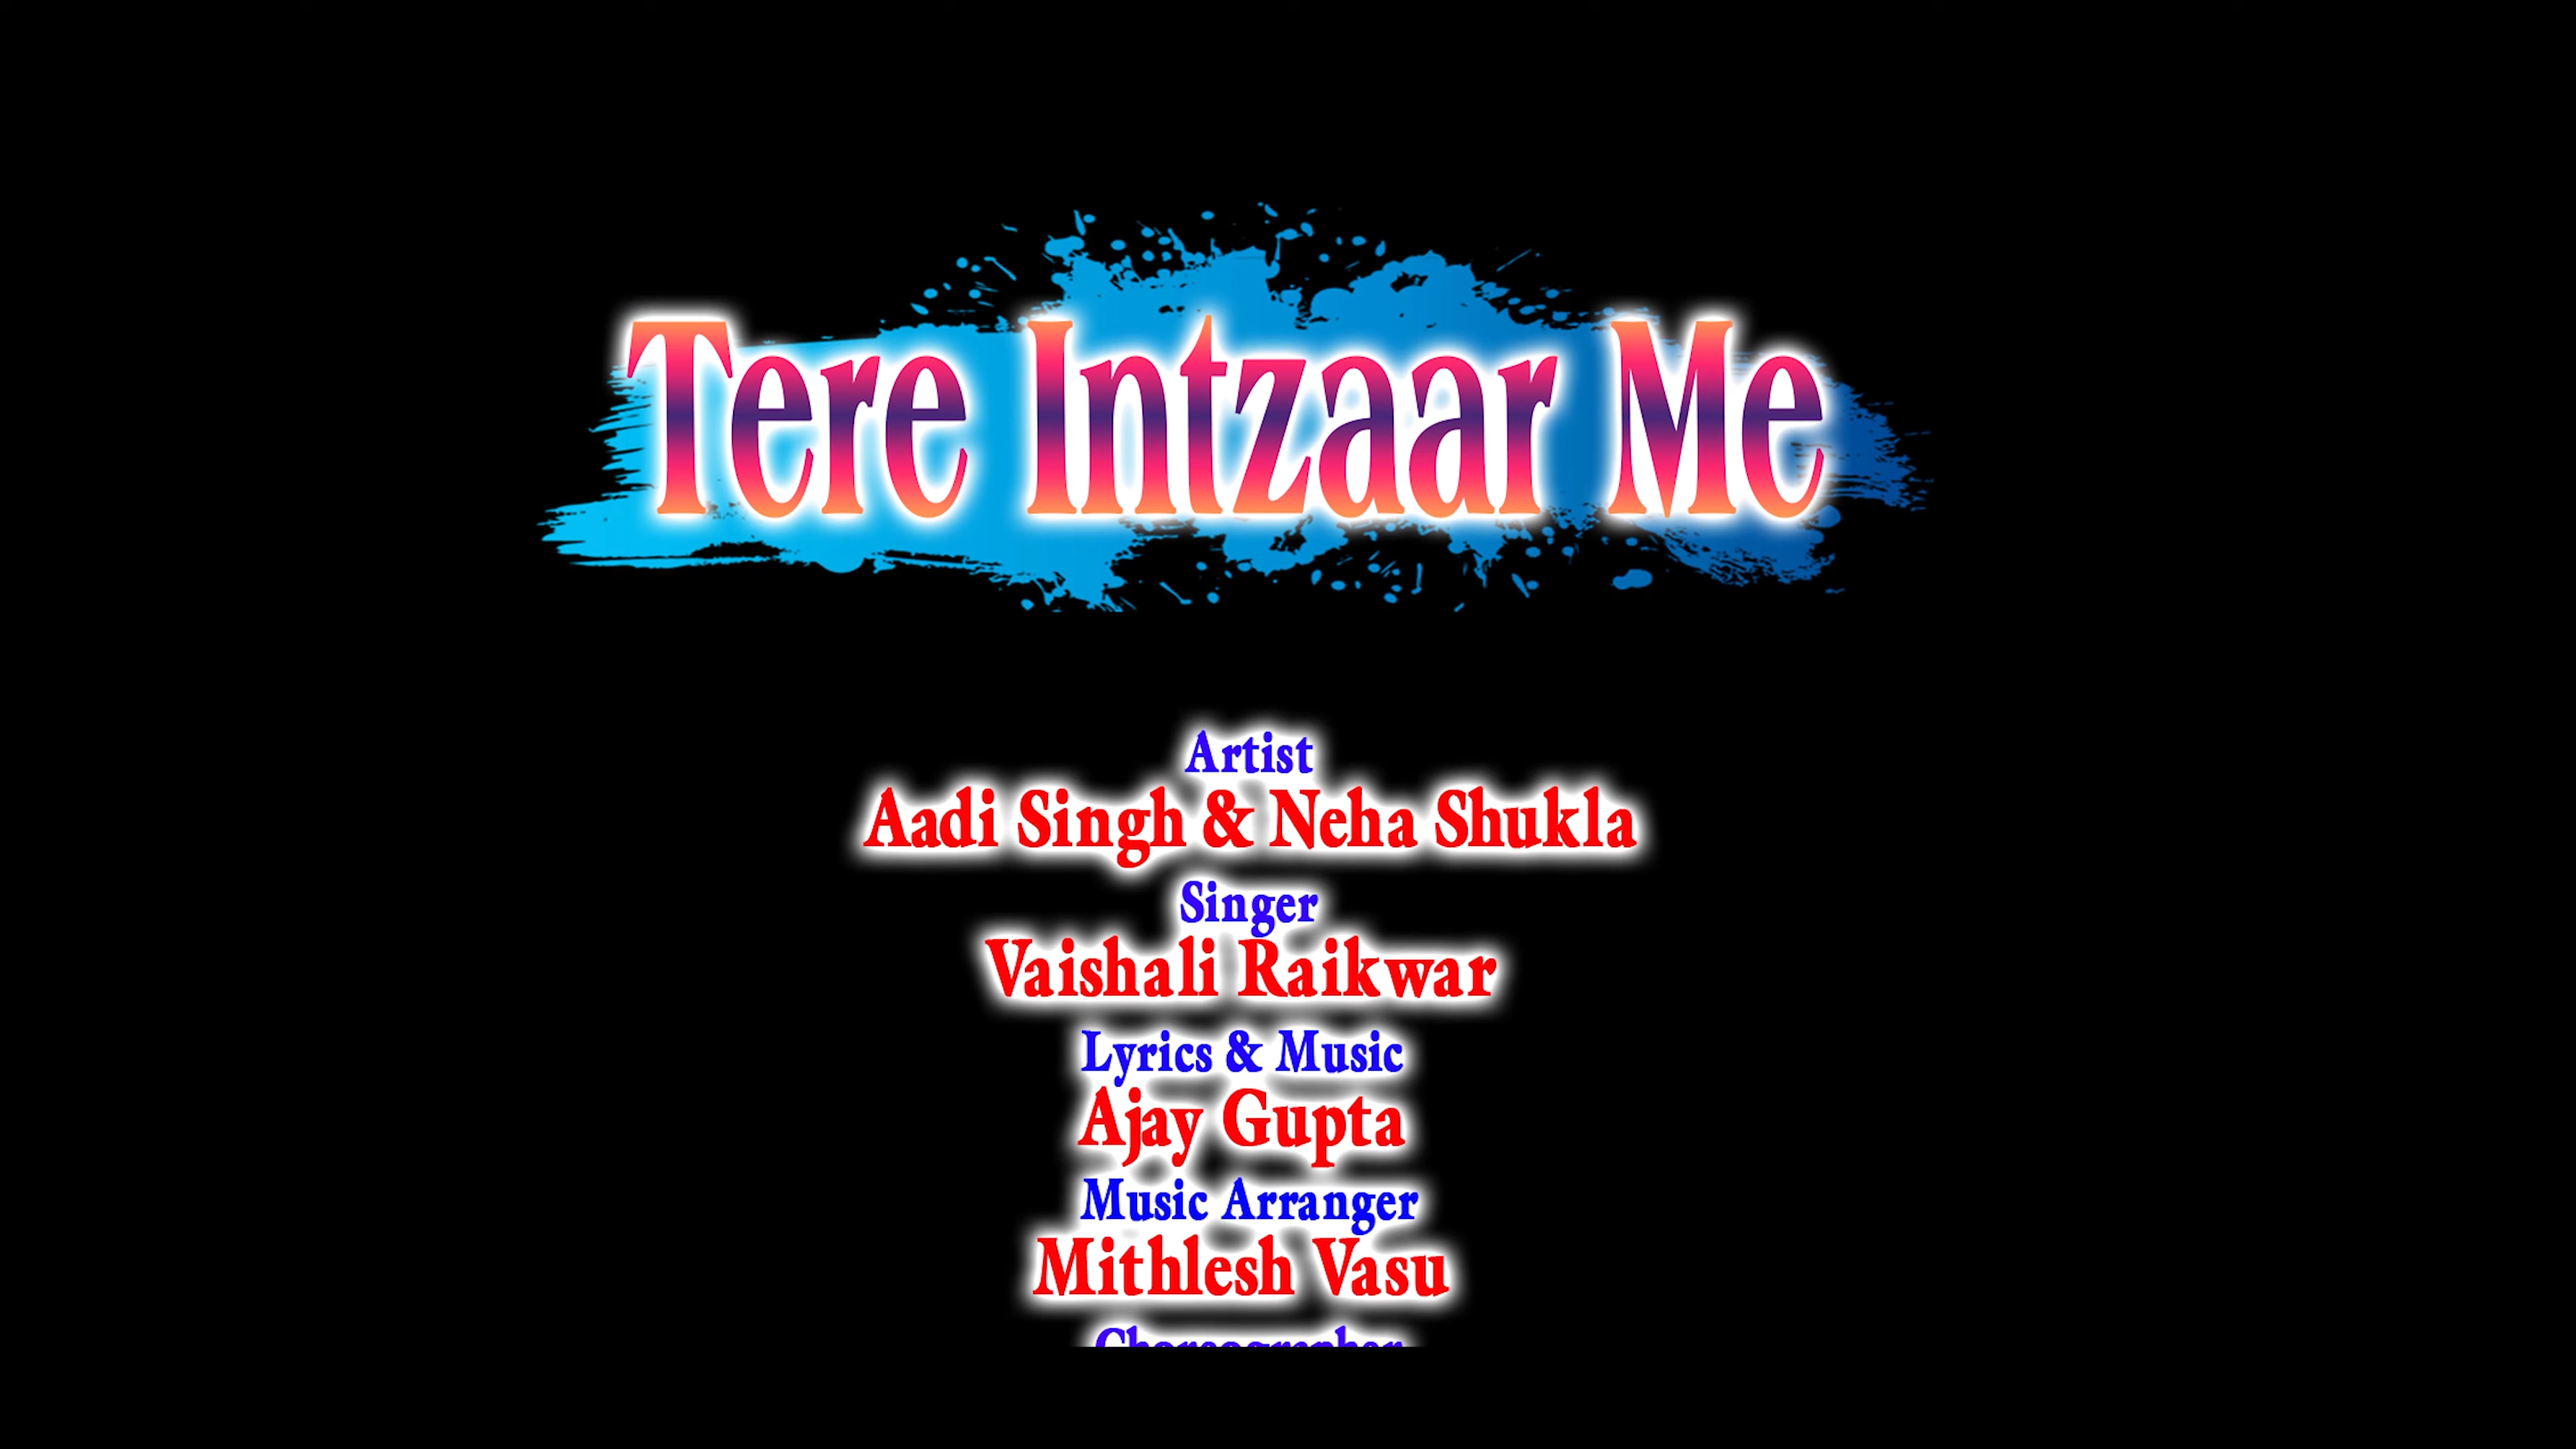 Tere Intzaar Me
Artist
Aadi Singh & Neha Shukla
Singer
Vaishali Raikwar
Lyrics & Music
Ajay Gupta
Music Arranger
Mithlesh Vasu
Choreographer